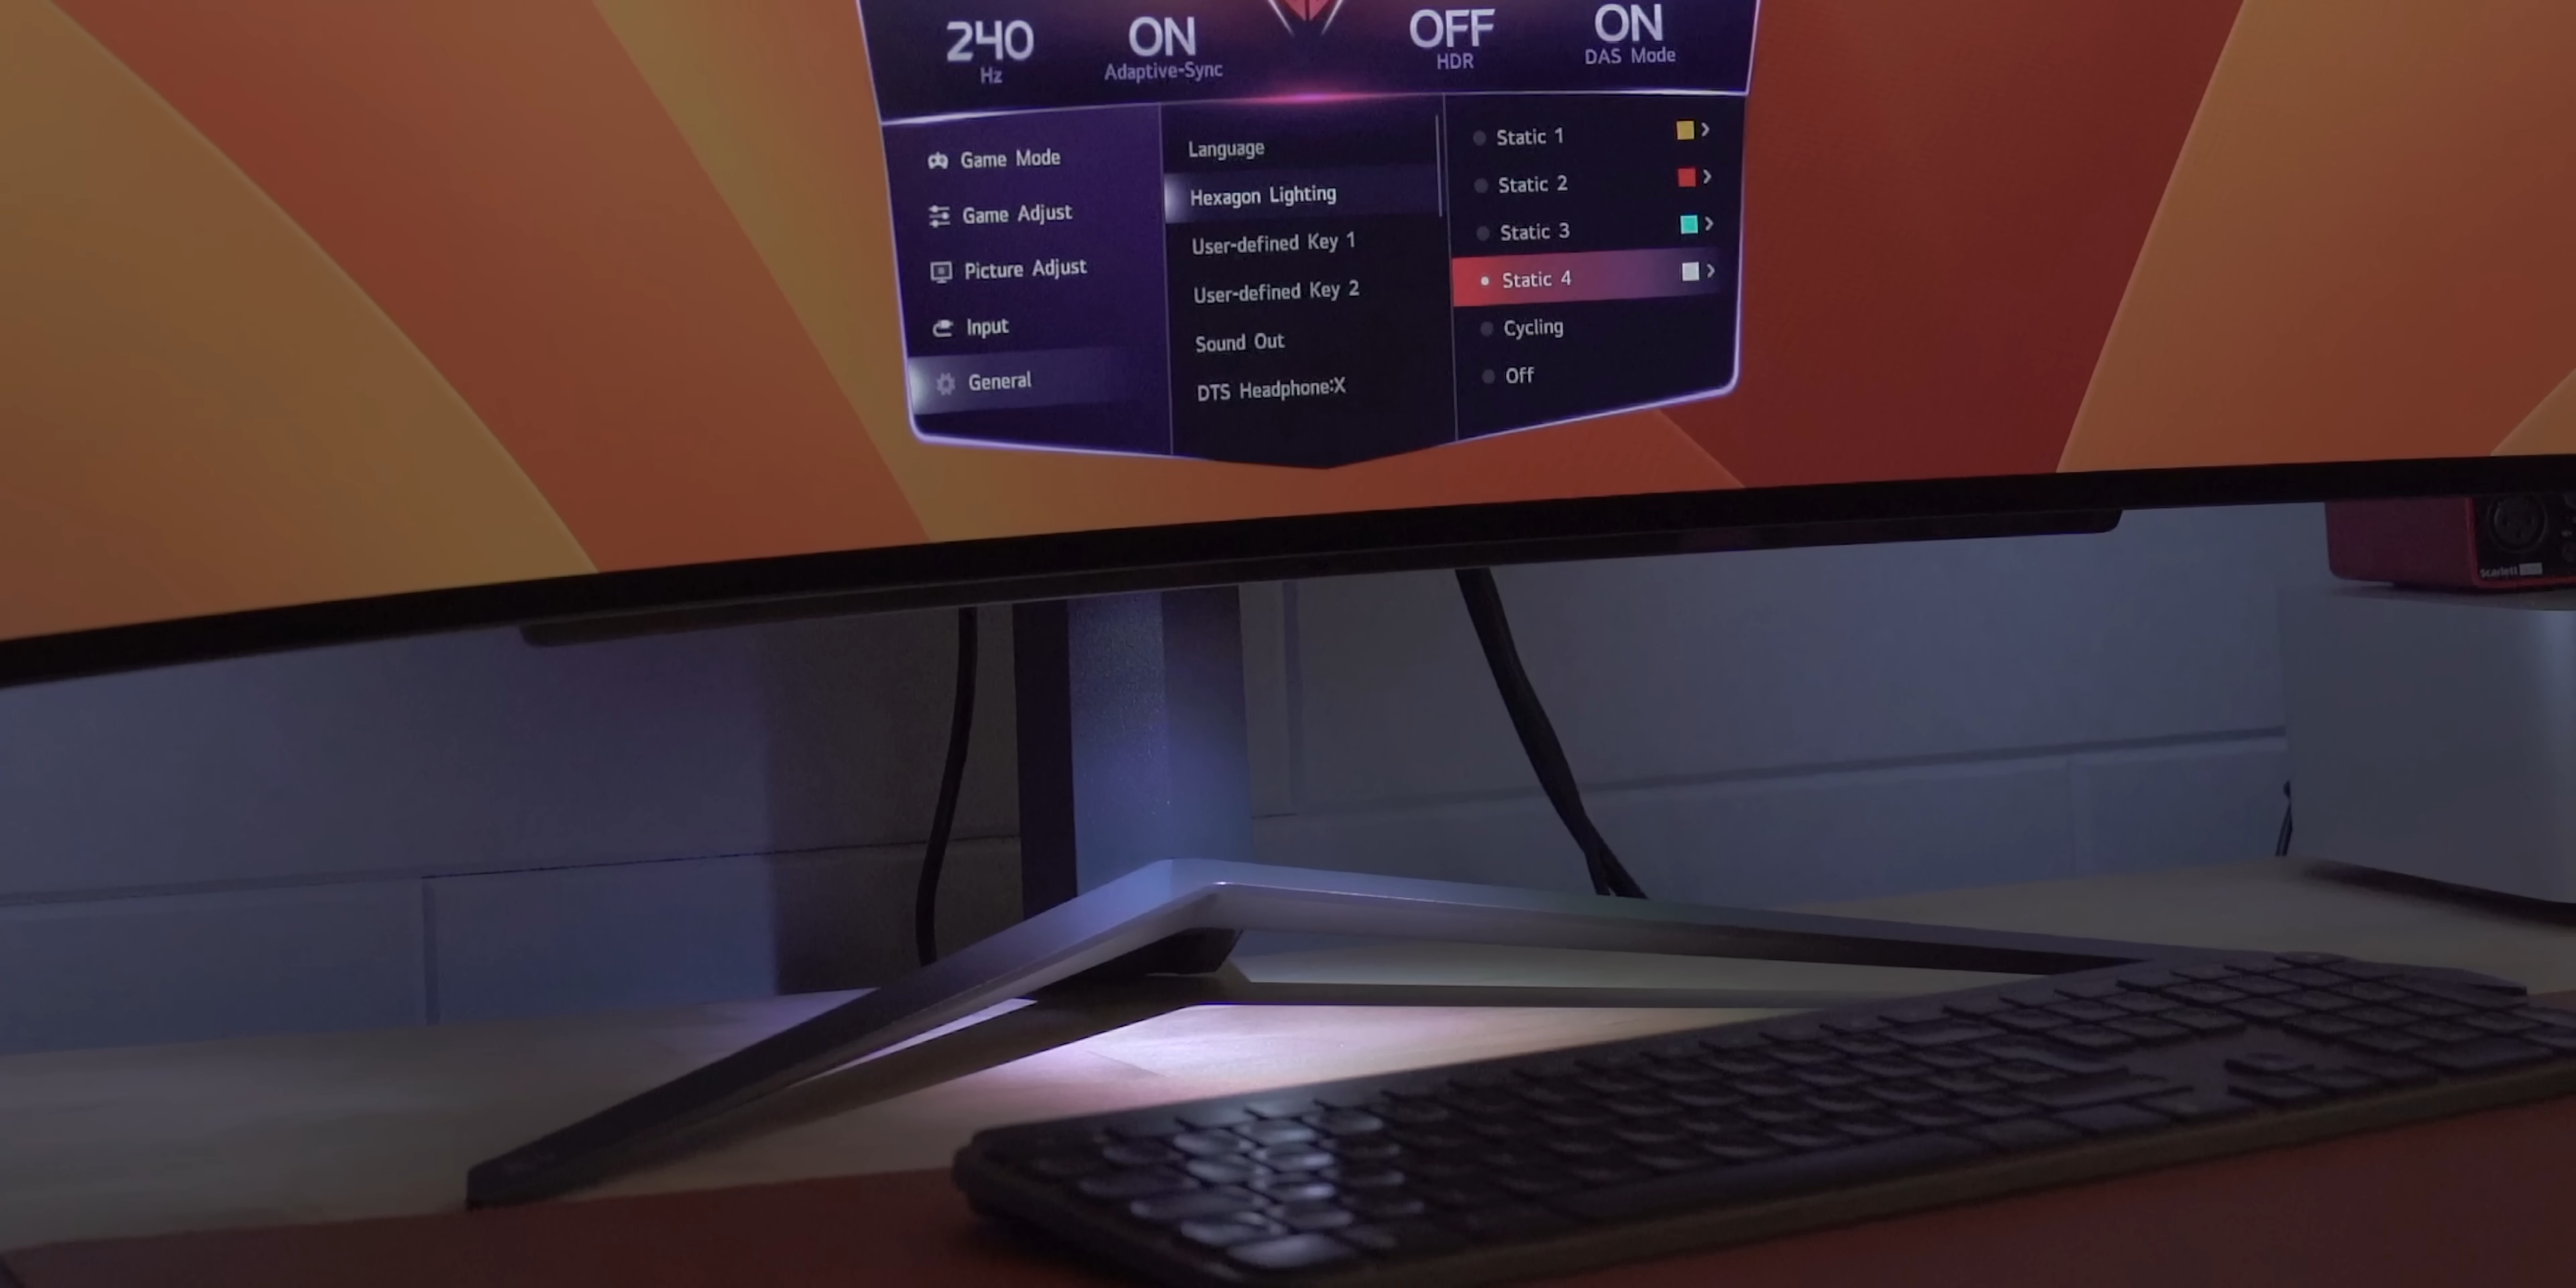 240
Hz
ON
Adaptive-Sync
OFF
HDR
ON
DAS Mode
Game Mode
Game Adjust
Picture Adjust
Input
General
Language
Hexagon Lighting
User-defined Key 1
User-defined Key 2
Sound Out
DTS Headphone:X
Static 1
Static 2
Static 3
Static 4
Cycling
Off
Scarlett